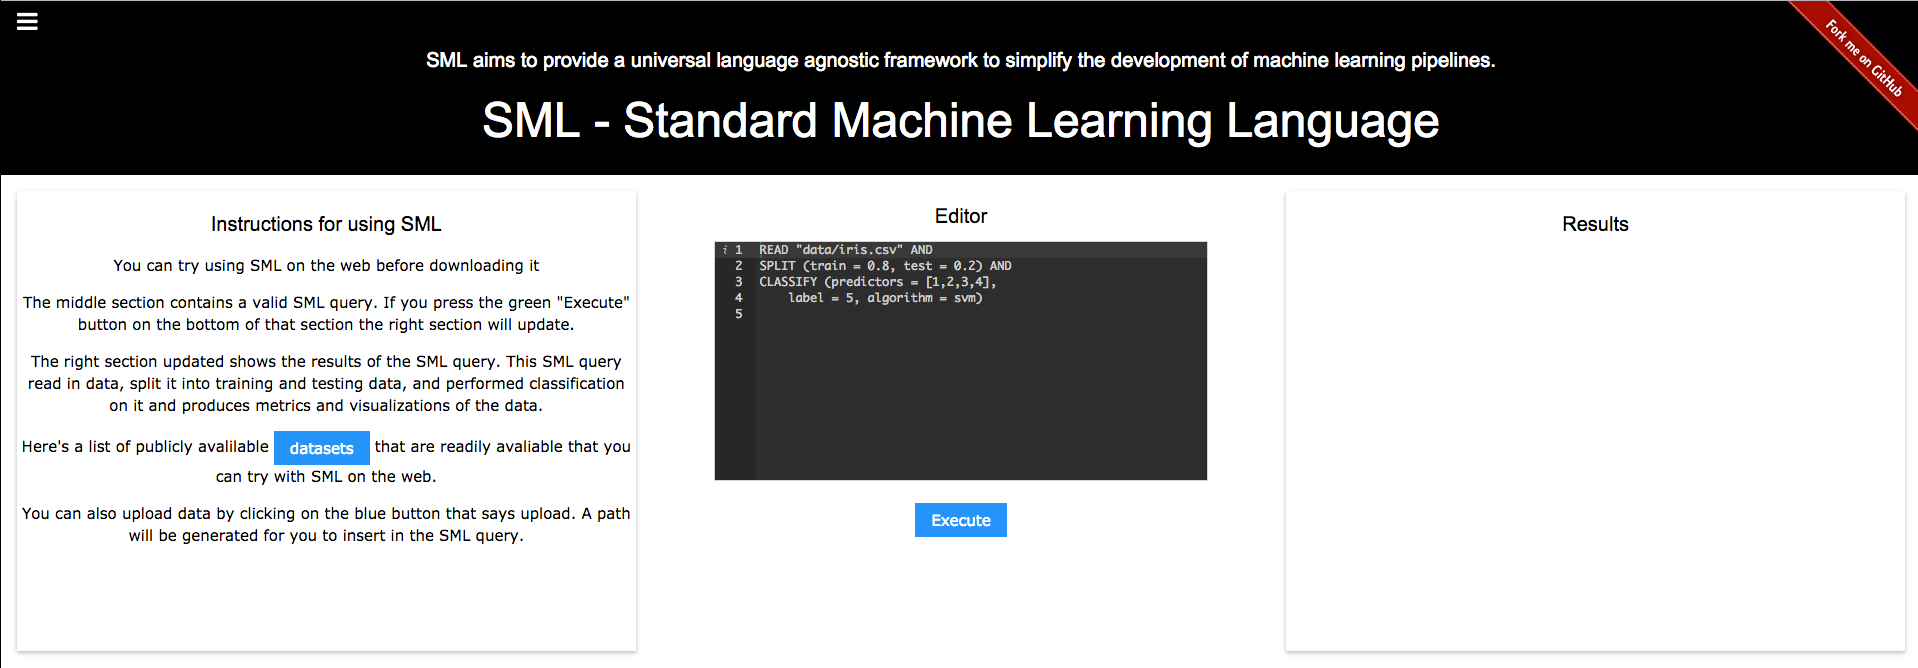 Fork me on GitHub
SML aims to provide a universal language agnostic framework to simplify the development of machine learning pipelines.
SML - Standard Machine Learning Language
Instructions for using SML
You can try using SML on the web before downloading it
The middle section contains a valid SML query. If you press the green "Execute"
button on the bottom of that section the right section will update.
The right section updated shows the results of the SML query. This SML query
read in data, split it into training and testing data, and performed classification
on it and produces metrics and visualizations of the data.
Here's a list of publicly avalilable datasets that are readily avaliable that you
can try with SML on the web.
You can also upload data by clicking on the blue button that says upload. A path
will be generated for you to insert in the SML query.
Editor
i 1 READ "data/iris.csv" AND
2 SPLIT (train = 0.8, test = 0.2) AND
3 CLASSIFY (predictors = [1,2,3,4],
4 label = 5, algorithm = svm)
5
Execute
Results